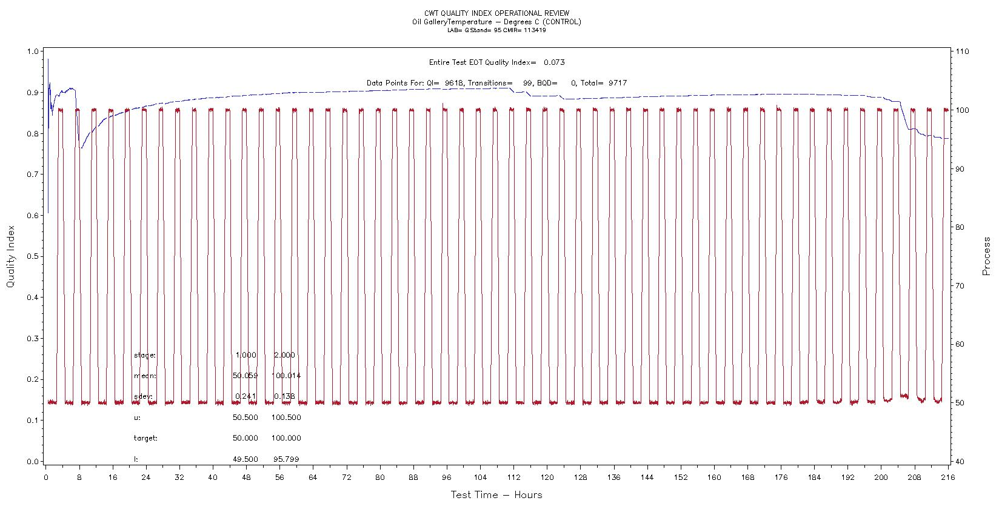 CWT QUALITY INDEX OPERATIONAL REVIEW
Oil GalleryTemperature – Degrees C (CONTROL)
LAB= G Stand= 95 CMIR= 113419
Entire Test EOT Quality Index= 0.073
Data Points For: QI= 9618, Transitions= 99, BQD= 0, Total= 9717
1.0
0.9
0.8
0.7
0.6
0.5
0.4
0.3
0.2
0.1
0.0
Quality Index
110
100
90
80
70
60
50
40
Process
stage: 1.000 2.000
mean: 50.059 100.014
sdev: 0.241 0.138
u: 50.500 100.500
target: 50.000 100.000
l: 49.500 95.799
0 8 16 24 32 40 48 56 64 72 80 88 96 104 112 120 128 136 144 152 160 168 176 184 192 200 208 216
Test Time – Hours